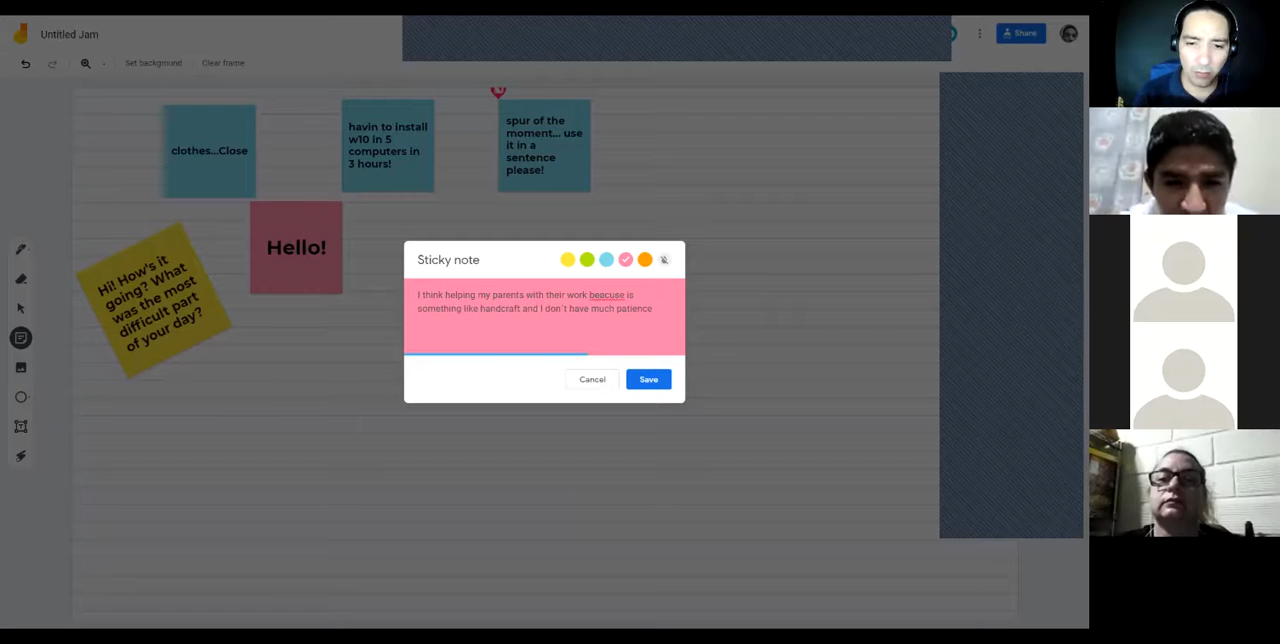 Untitled Jam
Share
Set background
Clear frame
clothes...Close
havin to install
w10 in 5
computers in
3 hours!
spur of the
moment... use
it in a
sentence
please!
Hello!
Hi! How's it
going? What
was the most
difficult part
of your day?
Sticky note
I think helping my parents with their work beacuse is
something like handcraft and I don´t have much patience
Cancel
Save